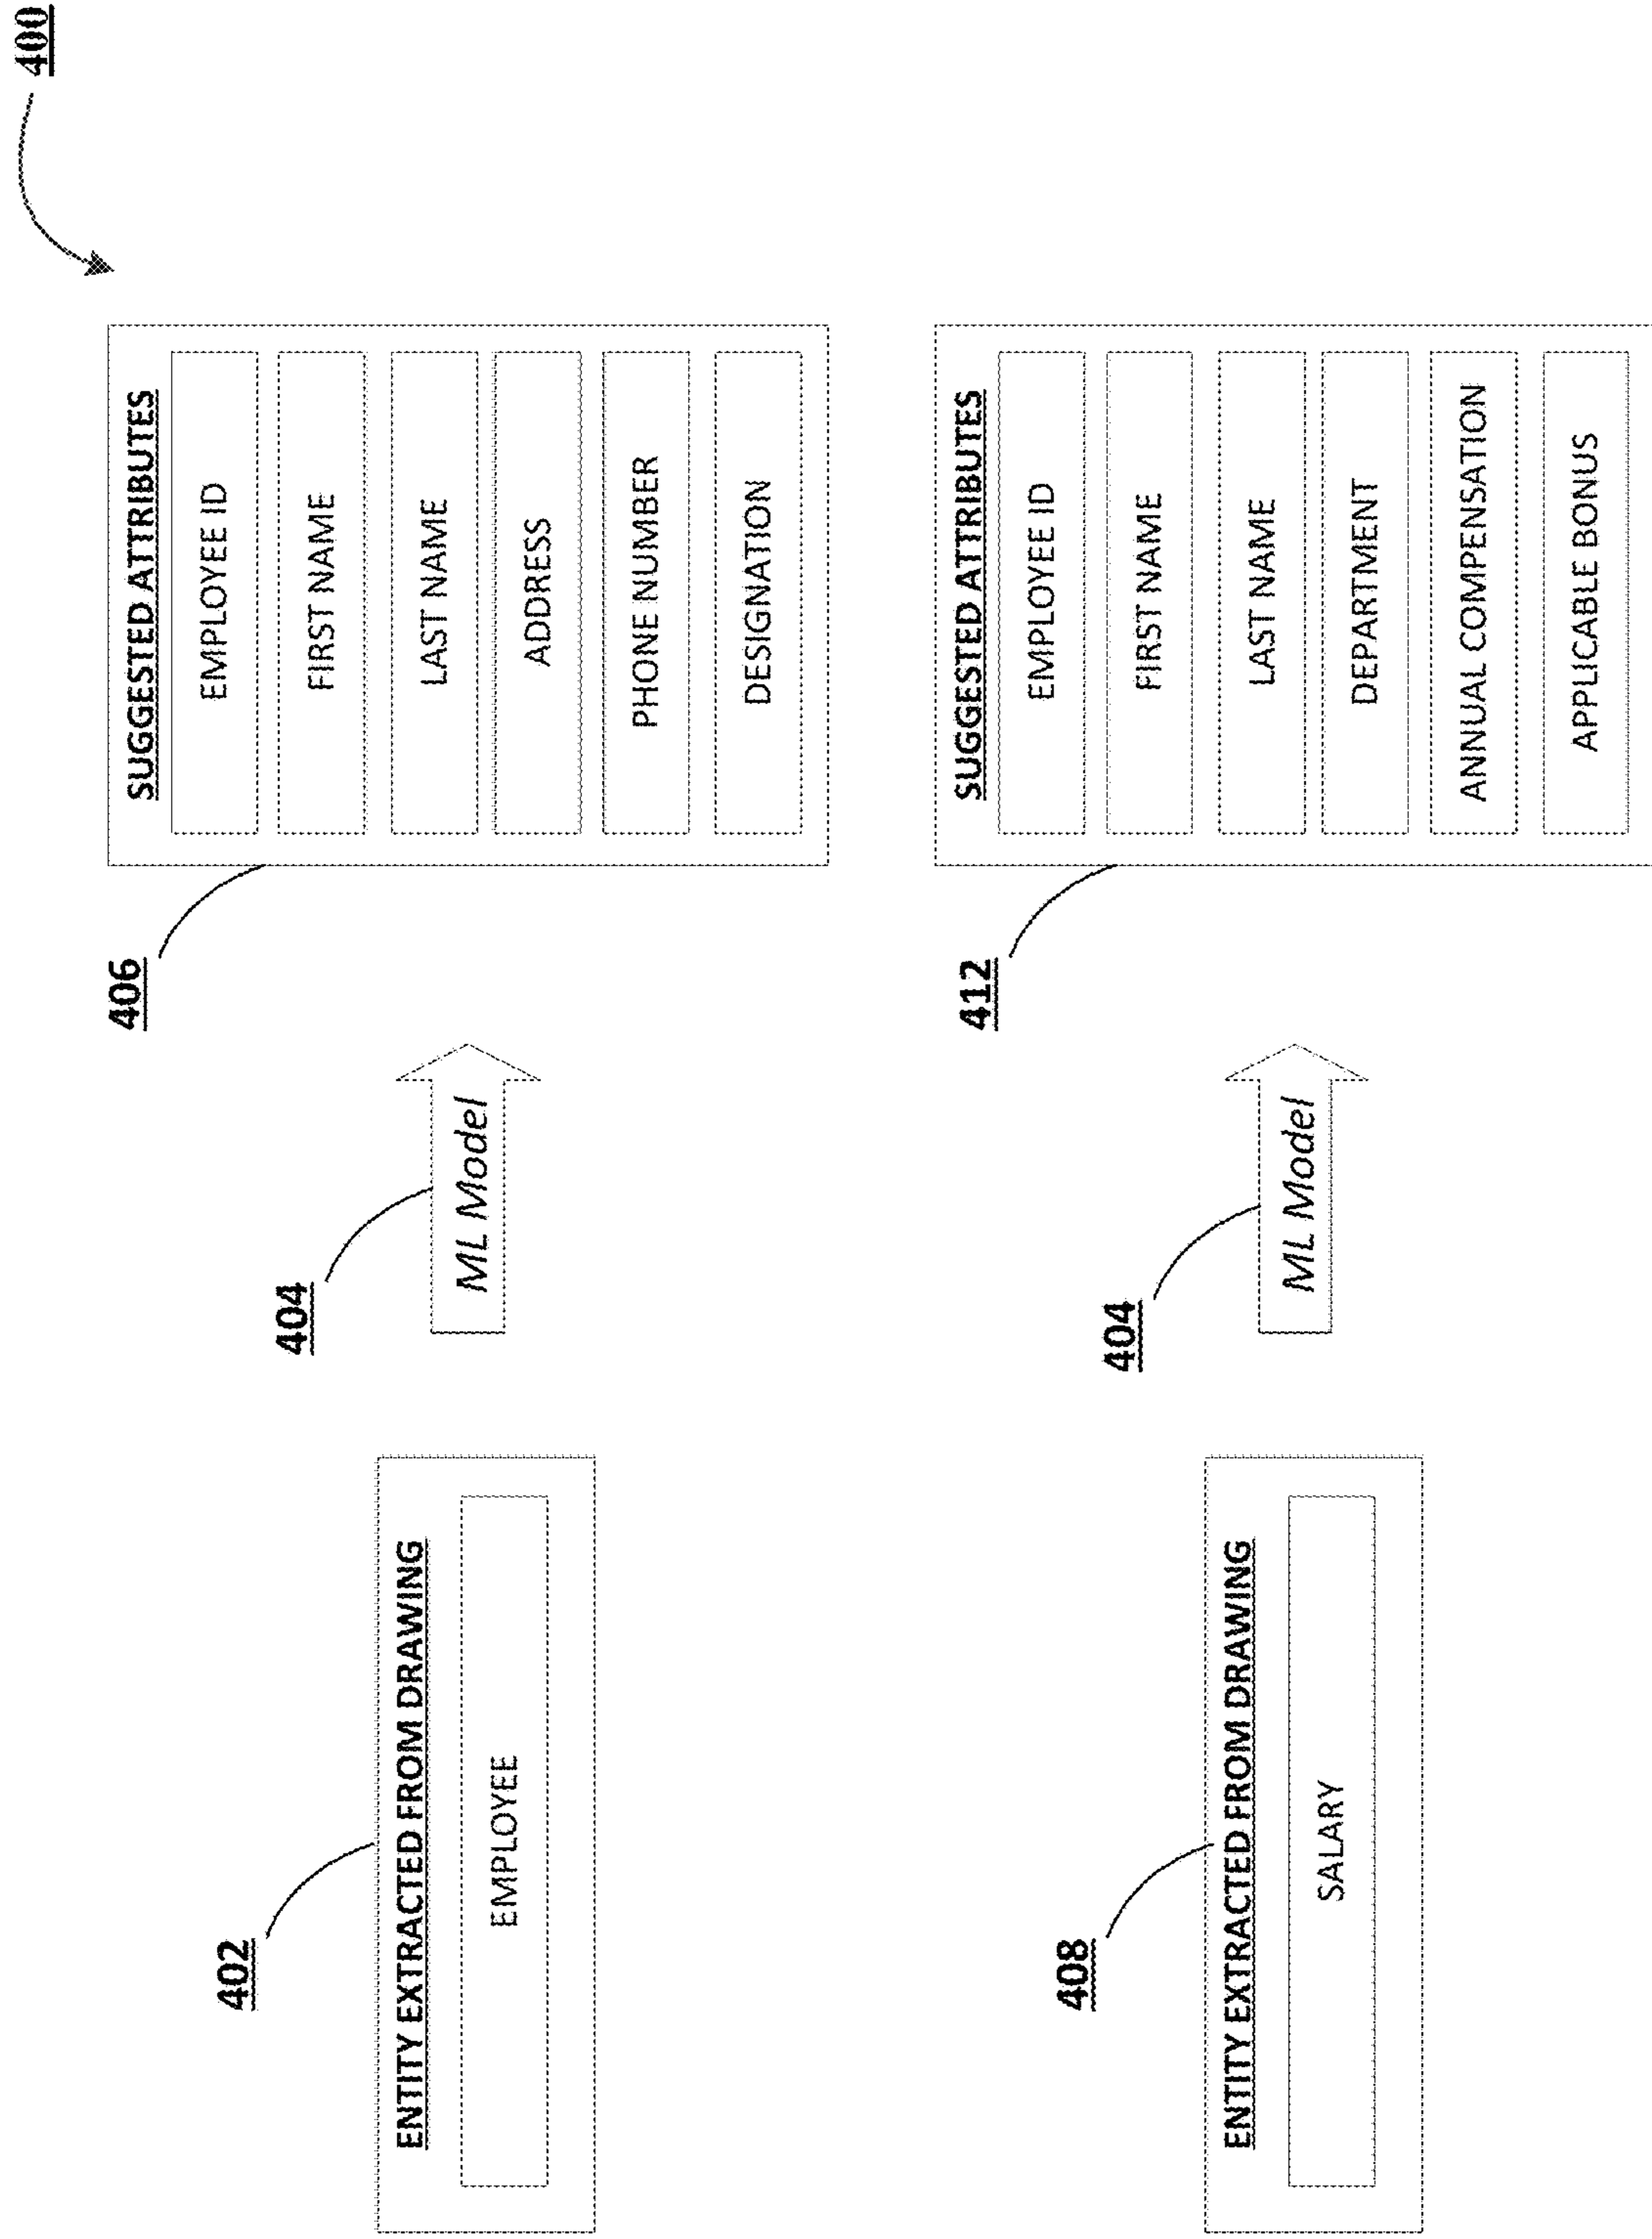 400
402
ENTITY EXTRACTED FROM DRAWING
EMPLOYEE
404
ML Model
406
SUGGESTED ATTRIBUTES
EMPLOYEE ID
FIRST NAME
LAST NAME
ADDRESS
PHONE NUMBER
DESIGNATION
408
ENTITY EXTRACTED FROM DRAWING
SALARY
404
ML Model
412
SUGGESTED ATTRIBUTES
EMPLOYEE ID
FIRST NAME
LAST NAME
DEPARTMENT
ANNUAL COMPENSATION
APPLICABLE BONUS